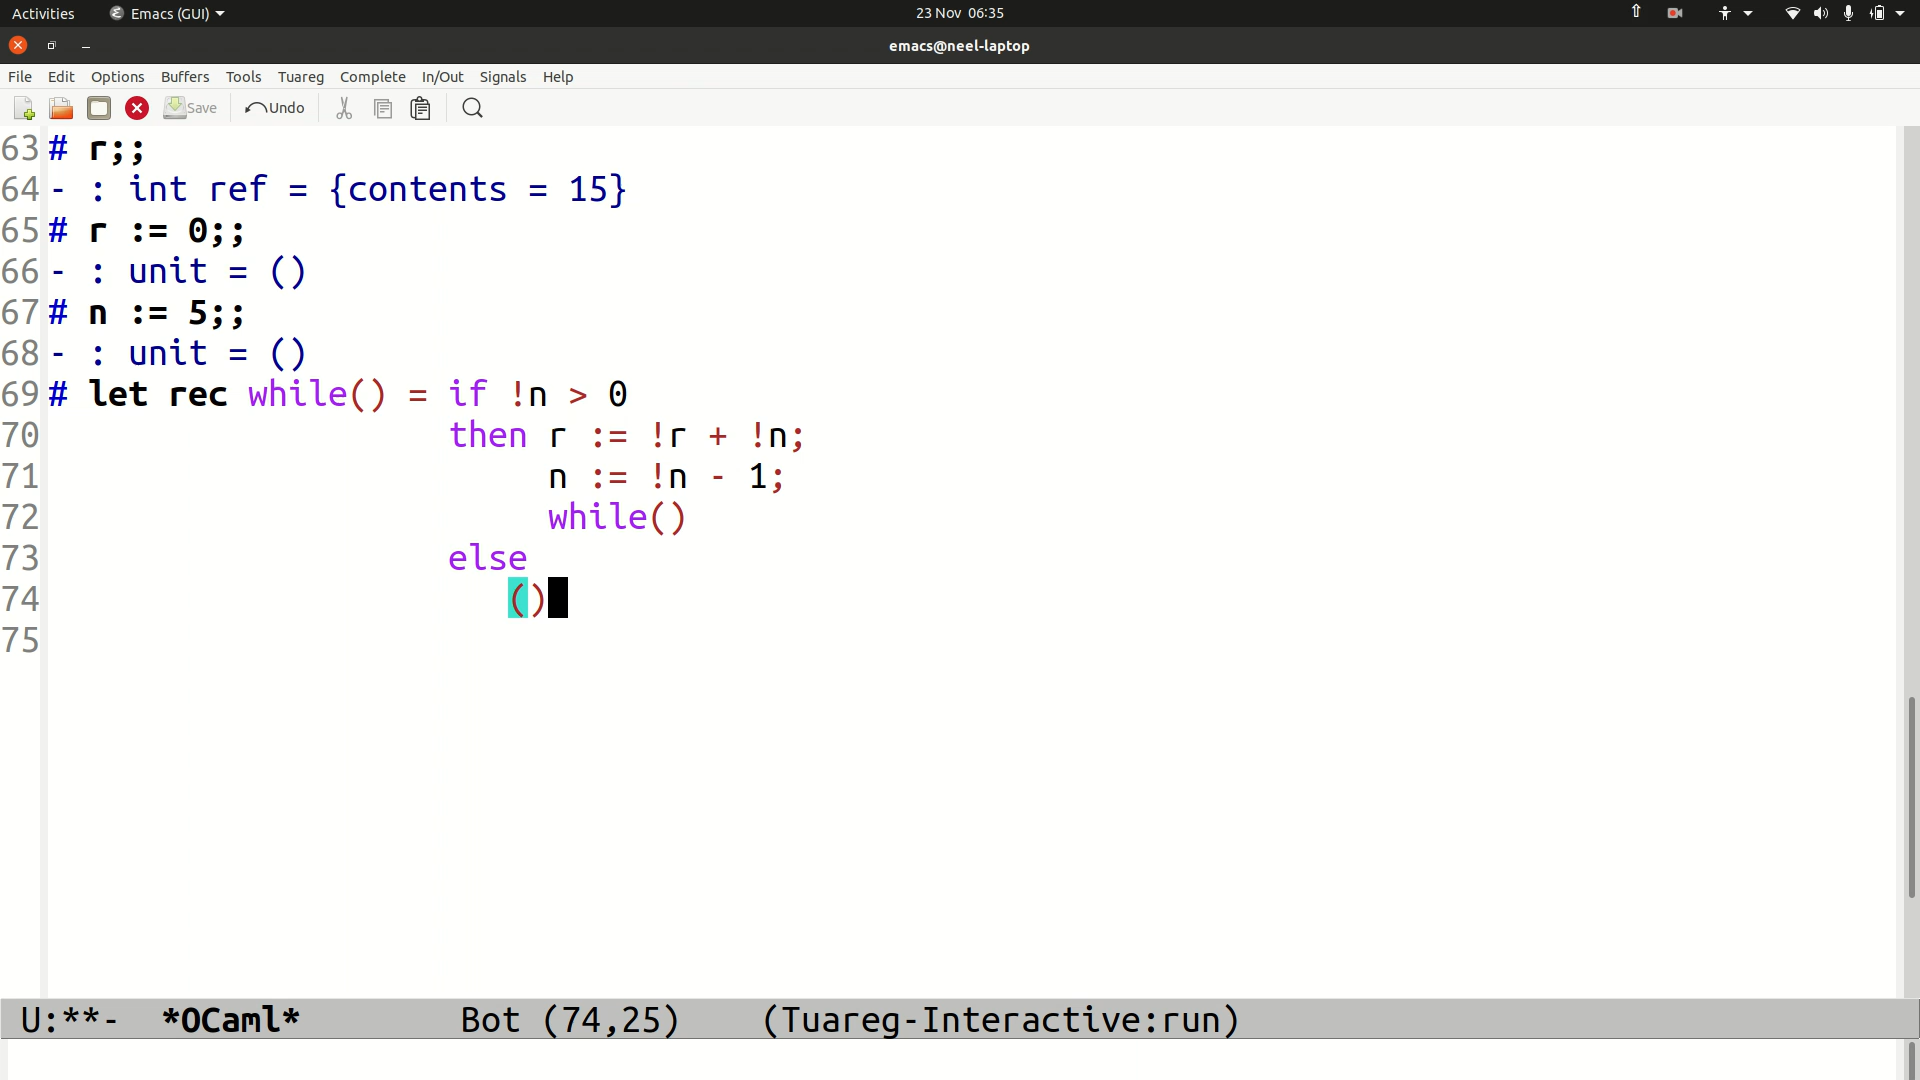 Activities Emacs (GUI) 23 Nov 06:35
emacs@neel-laptop
File Edit Options Buffers Tools Tuareg Complete In/Out Signals Help
Save Undo
63 # r;;
64 - : int ref = {contents = 15}
65 # r := 0;;
66 - : unit = ()
67 # n := 5;;
68 - : unit = ()
69 # let rec while() = if !n > 0
70 then r := !r + !n;
71 n := !n - 1;
72 while()
73 else
74 ()
75
U:**- *OCaml* Bot (74,25) (Tuareg-Interactive:run)